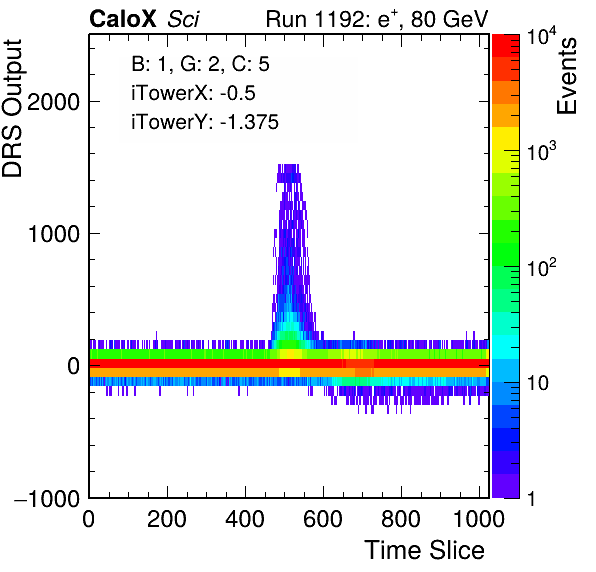 CaloX Sci
Run 1192: e+, 80 GeV
B: 1, G: 2, C: 5
iTowerX: -0.5
iTowerY: -1.375
DRS Output
2000
1000
0
−1000
0 200 400 600 800 1000
Time Slice
Events
10^4
10^3
10^2
10
1